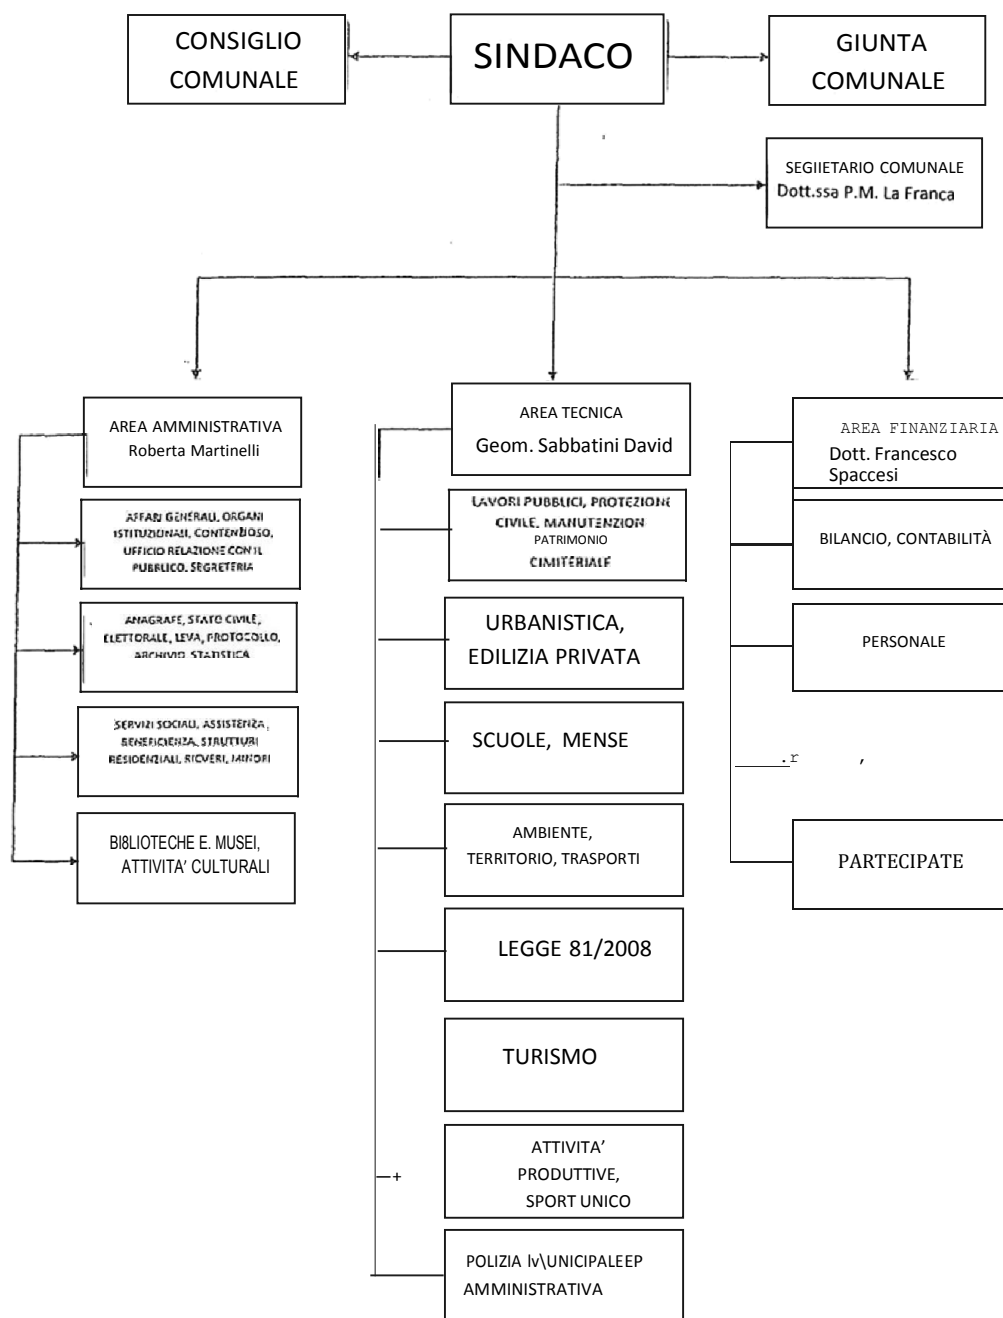 CONSIGLIO
COMUNALE
SINDACO
GIUNTA
COMUNALE
SEGIIETARIO COMUNALE
Dott.ssa P.M. La Franca
AREA AMMINISTRATIVA
Roberta Martinelli
AFFARI GENERALI, ORGANI
ISTITUZIONALI, CONTENZIOSO,
UFFICIO RELAZIONE CON IL
PUBBLICO, SEGRETERIA
ANAGRAFE, STATO CIVILE,
ELETTORALE, LEVA, PROTOCOLLO,
ARCHIVIO, STATISTICA
SERVIZI SOCIALI, ASSISTENZA,
BENEFICIENZA, STRUTTURI
RESIDENZIALI, RICVERI, MINORI
BI8LIOTECHE E. MUSEI,
ATTIVITA’ CULTURALI
AREA TECNICA
Geom. Sabbatini David
LAVORI PUBBLICI, PROTEZIONE
CIVILE, MANUTENZION
PATRIMONIO
CIMITERIALE
URBANISTICA,
EDILIZIA PRIVATA
SCUOLE, MENSE
AMBIENTE,
TERRITORIO, TRASPORTI
LEGGE 81/2008
TURISMO
ATTIVITA’
PRODUTTIVE,
SPORT UNICO
POLIZIA lv\UNICIPALEEP
AMMINISTRATIVA
AREA FINANZIARIA
Dott. Francesco
Spaccesi
BILANCIO, CONTABILITÀ
PERSONALE
.r ,
PARTECIPATE